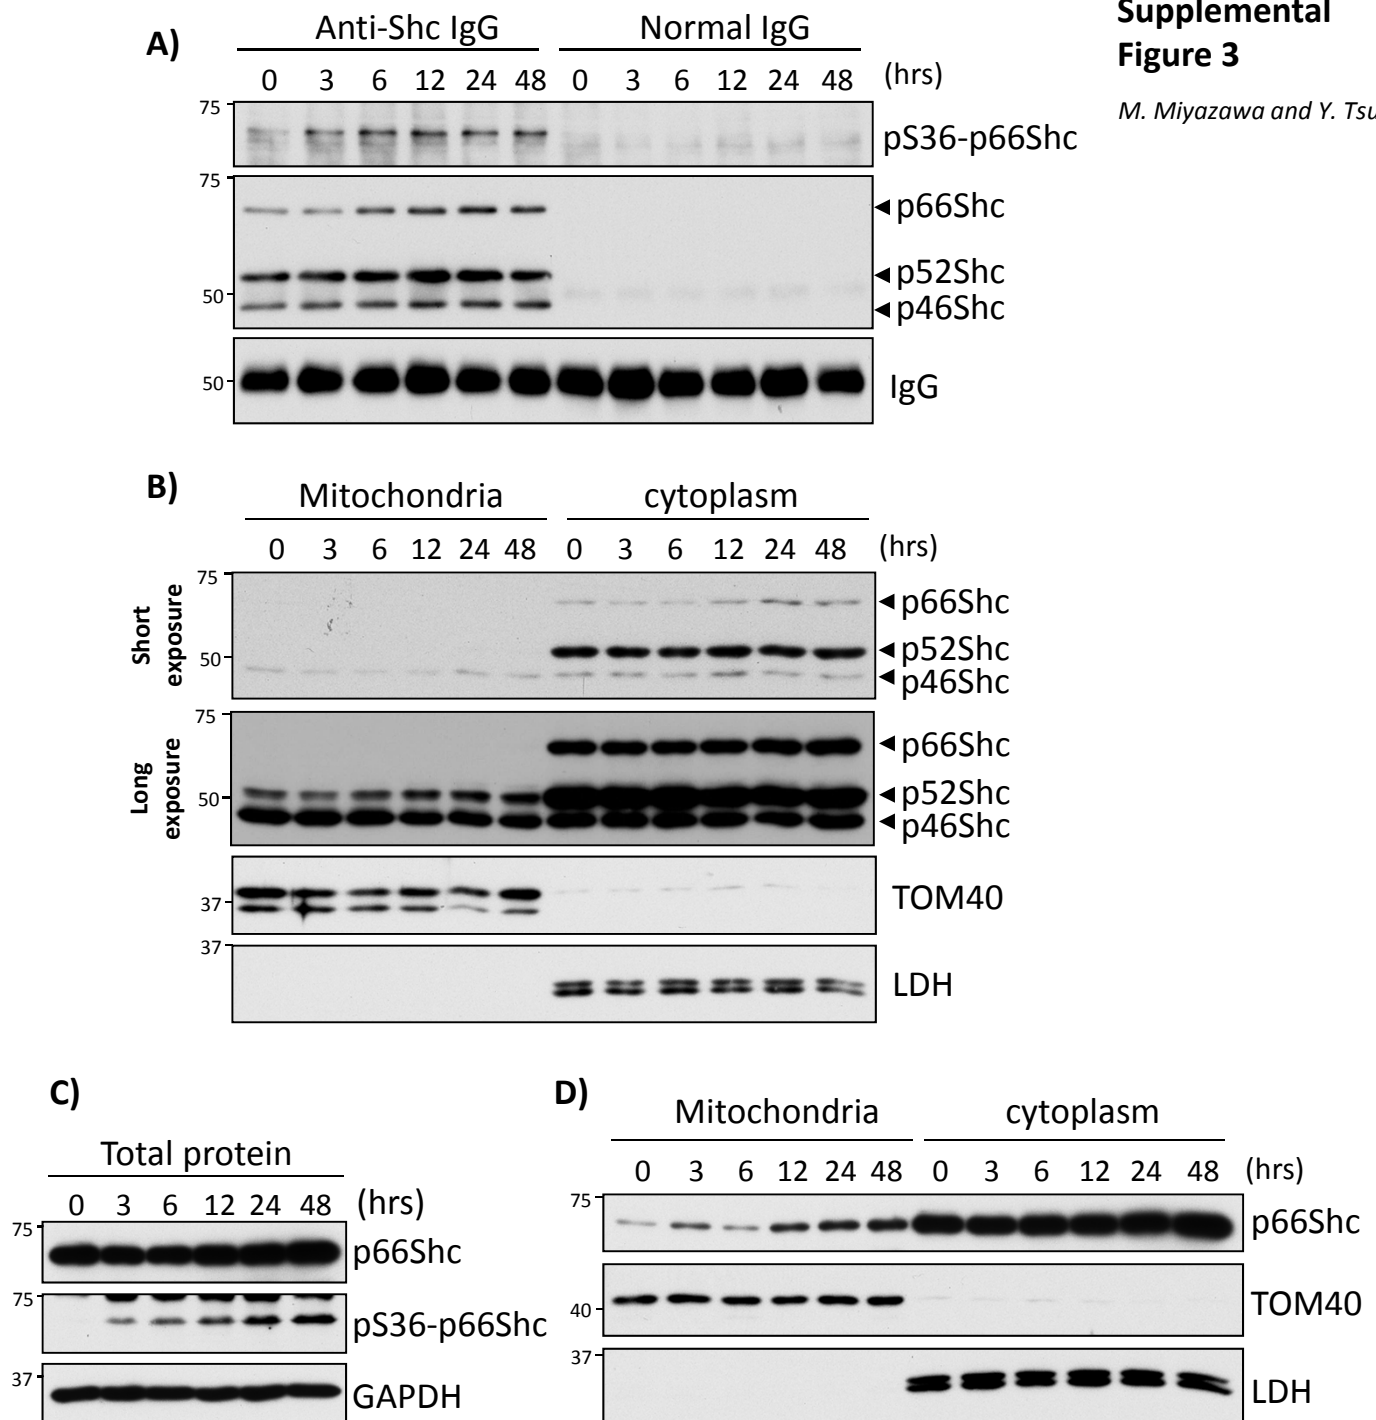 Supplemental
Figure 3
M. Miyazawa and Y. Tsu
A)
Anti-Shc IgG Normal IgG
0 3 6 12 24 48 0 3 6 12 24 48 (hrs)
75
pS36-p66Shc
75
p66Shc
p52Shc
50
p46Shc
50
IgG
B)
Mitochondria cytoplasm
0 3 6 12 24 48 0 3 6 12 24 48 (hrs)
Short
exposure
75
p66Shc
p52Shc
50
p46Shc
Long
exposure
75
p66Shc
p52Shc
50
p46Shc
37
TOM40
37
LDH
C)
Total protein
0 3 6 12 24 48 (hrs)
75
p66Shc
75
pS36-p66Shc
37
GAPDH
D)
Mitochondria cytoplasm
0 3 6 12 24 48 0 3 6 12 24 48 (hrs)
75
p66Shc
40
TOM40
37
LDH